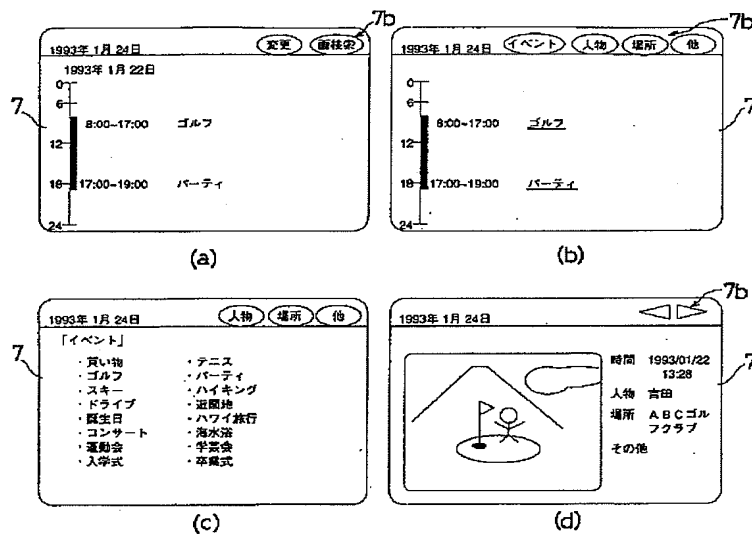 7b
1993年 1月 24日 変更 画検索
1993年 1月 22日
7
0
6
8:00~17:00 ゴルフ
12
18 17:00~19:00 パーティ
24
(a)
7b
1993年 1月 24日 イベント 人物 場所 他
7
0
6
8:00~17:00 ゴルフ
12
18 17:00~19:00 パーティ
24
(b)
1993年 1月 24日 人物 場所 他
7
「イベント」
・買い物 ・テニス
・ゴルフ ・パーティ
・スキー ・ハイキング
・ドライブ ・遊園地
・誕生日 ・ハワイ旅行
・コンサート ・海水浴
・運動会 ・学芸会
・入学式 ・卒業式
(c)
7b
1993年 1月 24日
7
時間 1993/01/22
13:28
人物 吉田
場所 ABCゴル
フクラブ
その他
(d)